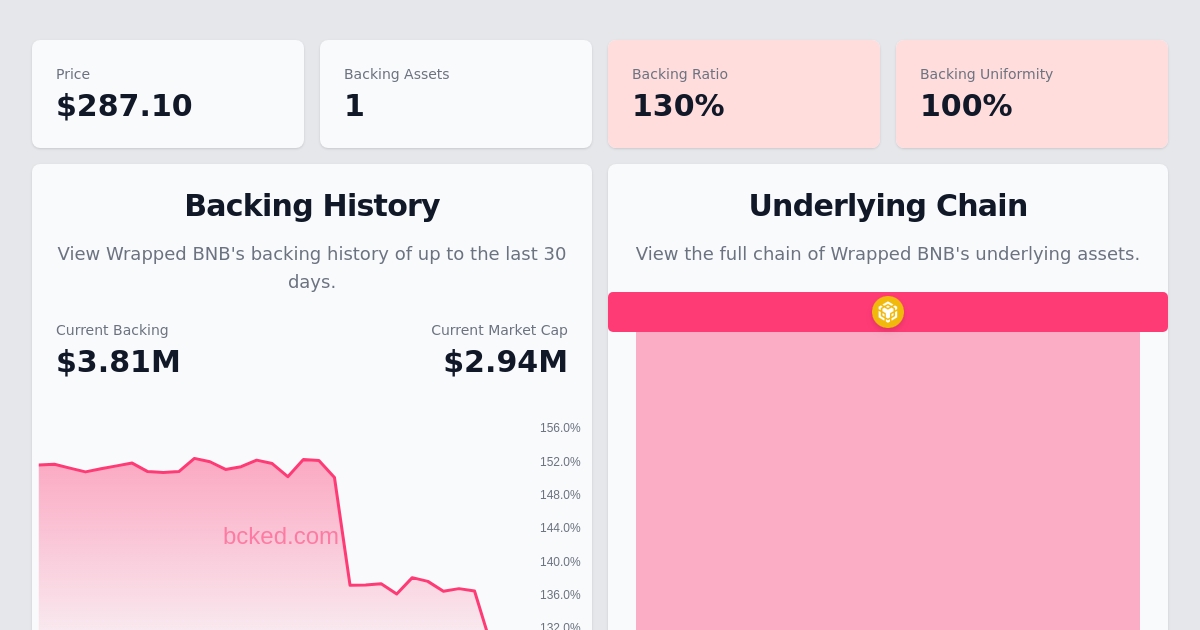 Price
$287.10
Backing Assets
1
Backing Ratio
130%
Backing Uniformity
100%
Backing History
View Wrapped BNB's backing history of up to the last 30
days.
Current Backing
$3.81M
Current Market Cap
$2.94M
156.0%
152.0%
148.0%
144.0%
140.0%
136.0%
132.0%
bcked.com
Underlying Chain
View the full chain of Wrapped BNB's underlying assets.